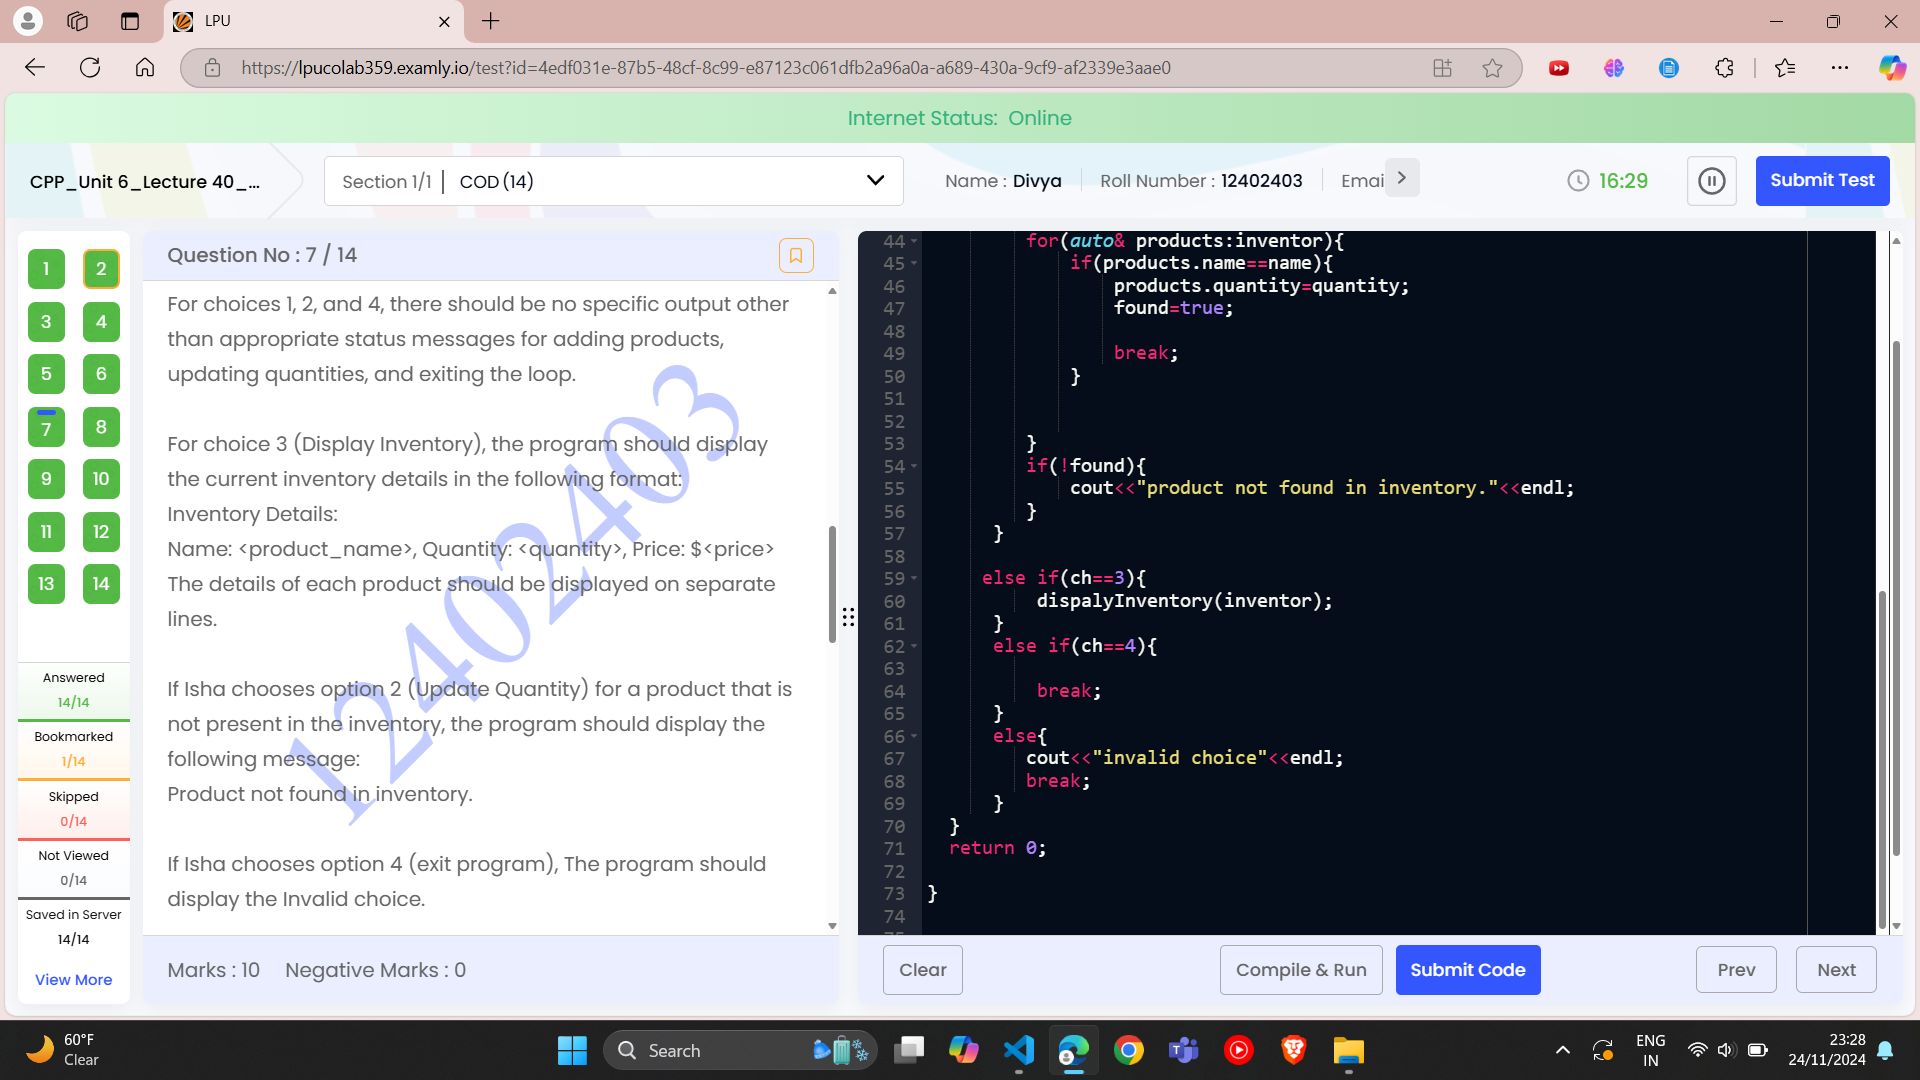 LPU
https://lpucolab359.examly.io/test?id=4edf031e-87b5-48cf-8c99-e87123c061dfb2a96a0a-a689-430a-9cf9-af2339e3aae0
Internet Status: Online
CPP_Unit 6_Lecture 40_...
Section 1/1 | COD (14)
Name : Divya
Roll Number : 12402403
Emai
16:29
Submit Test
1
2
3
4
5
6
7
8
9
10
11
12
13
14
Answered
14/14
Bookmarked
1/14
Skipped
0/14
Not Viewed
0/14
Saved in Server
14/14
View More
Question No : 7 / 14
For choices 1, 2, and 4, there should be no specific output other
than appropriate status messages for adding products,
updating quantities, and exiting the loop.
For choice 3 (Display Inventory), the program should display
the current inventory details in the following format:
Inventory Details:
Name: <product_name>, Quantity: <quantity>, Price: $<price>
The details of each product should be displayed on separate
lines.
If Isha chooses option 2 (Update Quantity) for a product that is
not present in the inventory, the program should display the
following message:
Product not found in inventory.
If Isha chooses option 4 (exit program), The program should
display the Invalid choice.
12402403
Marks : 10
Negative Marks : 0
44 for(auto& products:inventor){
45 if(products.name==name){
46 products.quantity=quantity;
47 found=true;
48
49 break;
50 }
51
52
53 }
54 if(!found){
55 cout<<"product not found in inventory."<<endl;
56 }
57 }
58
59 else if(ch==3){
60 dispalyInventory(inventor);
61 }
62 else if(ch==4){
63
64 break;
65 }
66 else{
67 cout<<"invalid choice"<<endl;
68 break;
69 }
70 }
71 return 0;
72
73 }
74
Clear
Compile & Run
Submit Code
Prev
Next
60°F
Clear
Search
ENG
IN
23:28
24/11/2024